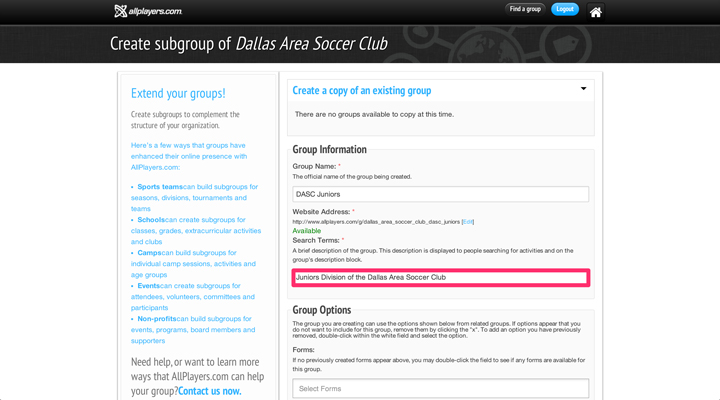 allplayers.com
Find a group
Logout
Create subgroup of Dallas Area Soccer Club
Extend your groups!
Create subgroups to complement the
structure of your organization.
Here's a few ways that groups have
enhanced their online presence with
AllPlayers.com:
• Sports teamscan build subgroups for
seasons, divisions, tournaments and
teams
• Schoolscan create subgroups for
classes, grades, extracurricular activities
and clubs
• Campscan build subgroups for
individual camp sessions, activities and
age groups
• Eventscan create subgroups for
attendees, volunteers, committees and
participants
• Non-profitscan build subgroups for
events, programs, board members and
supporters
Need help, or want to learn more
ways that AllPlayers.com can help
your group?Contact us now.
Create a copy of an existing group
There are no groups available to copy at this time.
Group Information
Group Name: *
The official name of the group being created.
DASC Juniors
Website Address: *
http://www.allplayers.com/g/dallas_area_soccer_club_dasc_juniors [Edit]
Available
Search Terms: *
A brief description of the group. This description is displayed to people searching for activities and on the
group's description block.
Juniors Division of the Dallas Area Soccer Club
Group Options
The group you are creating can use the options shown below from related groups. If options appear that you
do not want to include for this group, remove them by clicking the "x". To add an option you have previously
removed, double-click within the white field and select the option.
Forms:
If no previously created forms appear above, you may double-click the field to see if any forms are available for
this group.
Select Forms